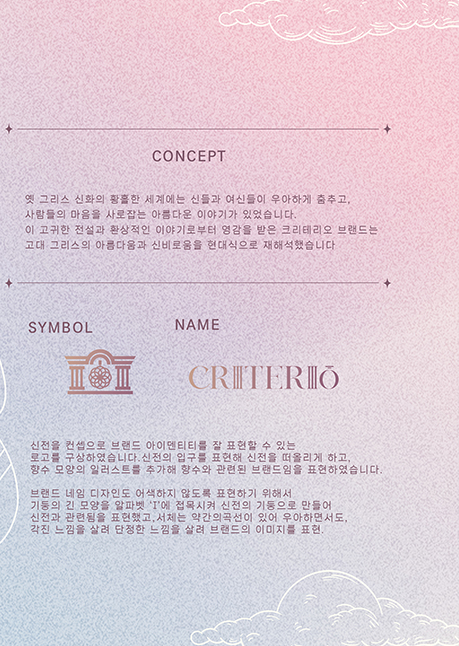 CONCEPT
옛 그리스 신화의 황홀한 세계에는 신들과 여신들이 우아하게 춤추고,
사람들의 마음을 사로잡는 아름다운 이야기가 있었습니다.
이 고귀한 전설과 환상적인 이야기로부터 영감을 받은 크리테리오 브랜드는
고대 그리스의 아름다움과 신비로움을 현대식으로 재해석했습니다
SYMBOL
NAME
CRITERIŌ
신전을 컨셉으로 브랜드 아이덴티티를 잘 표현할 수 있는
로고를 구상하였습니다.신전의 입구를 표현해 신전을 떠올리게 하고,
향수 모양의 일러스트를 추가해 향수와 관련된 브랜드임을 표현하였습니다.
브랜드 네임 디자인도 어색하지 않도록 표현하기 위해서
기둥의 긴 모양을 알파벳 'I'에 접목시켜 신전의 기둥으로 만들어
신전과 관련됨을 표현했고,서체는 약간의곡선이 있어 우아하면서도,
각진 느낌을 살려 단정한 느낌을 살려 브랜드의 이미지를 표현.